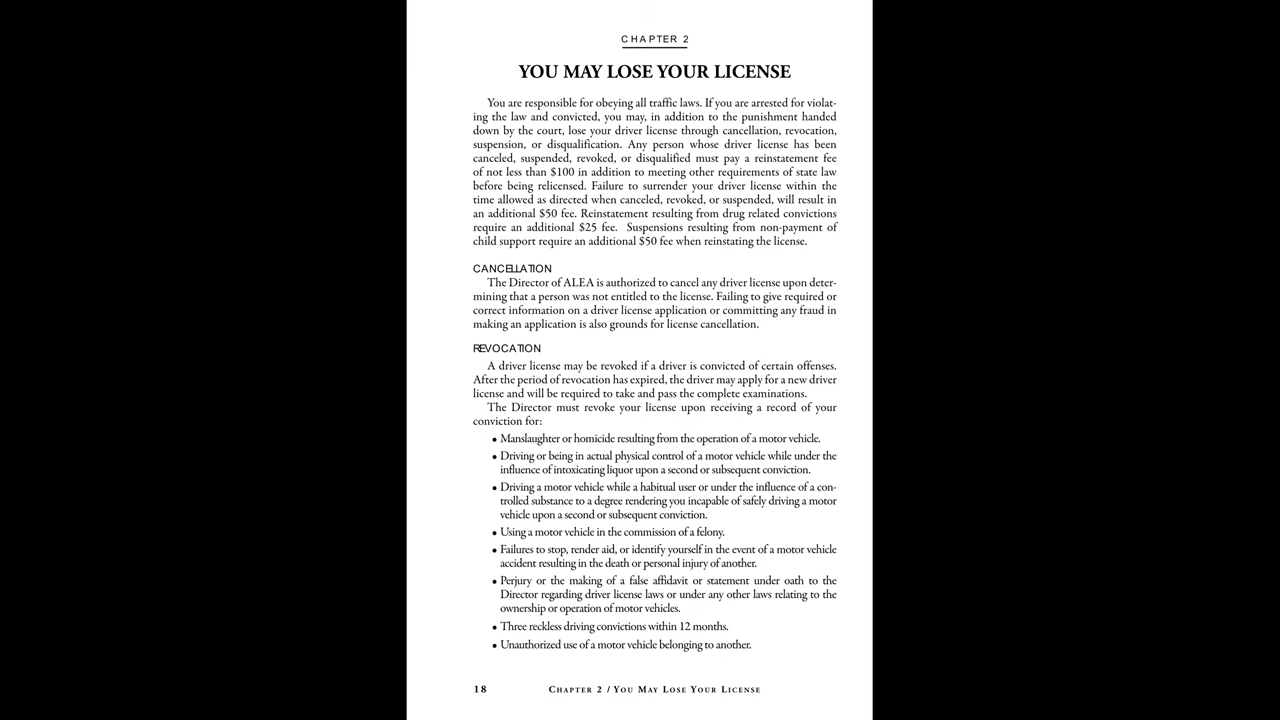 CHAPTER 2
YOU MAY LOSE YOUR LICENSE
You are responsible for obeying all traffic laws. If you are arrested for violat-
ing the law and convicted, you may, in addition to the punishment handed
down by the court, lose your driver license through cancellation, revocation,
suspension, or disqualification. Any person whose driver license has been
canceled, suspended, revoked, or disqualified must pay a reinstatement fee
of not less than $100 in addition to meeting other requirements of state law
before being relicensed. Failure to surrender your driver license within the
time allowed as directed when canceled, revoked, or suspended, will result in
an additional $50 fee. Reinstatement resulting from drug related convictions
require an additional $25 fee. Suspensions resulting from non-payment of
child support require an additional $50 fee when reinstating the license.
CANCELLATION
The Director of ALEA is authorized to cancel any driver license upon deter-
mining that a person was not entitled to the license. Failing to give required or
correct information on a driver license application or committing any fraud in
making an application is also grounds for license cancellation.
REVOCATION
A driver license may be revoked if a driver is convicted of certain offenses.
After the period of revocation has expired, the driver may apply for a new driver
license and will be required to take and pass the complete examinations.
The Director must revoke your license upon receiving a record of your
conviction for:
• Manslaughter or homicide resulting from the operation of a motor vehicle.
• Driving or being in actual physical control of a motor vehicle while under the
influence of intoxicating liquor upon a second or subsequent conviction.
• Driving a motor vehicle while a habitual user or under the influence of a con-
trolled substance to a degree rendering you incapable of safely driving a motor
vehicle upon a second or subsequent conviction.
• Using a motor vehicle in the commission of a felony.
• Failures to stop, render aid, or identify yourself in the event of a motor vehicle
accident resulting in the death or personal injury of another.
• Perjury or the making of a false affidavit or statement under oath to the
Director regarding driver license laws or under any other laws relating to the
ownership or operation of motor vehicles.
• Three reckless driving convictions within 12 months.
• Unauthorized use of a motor vehicle belonging to another.
18 Chapter 2 / You May Lose Your License